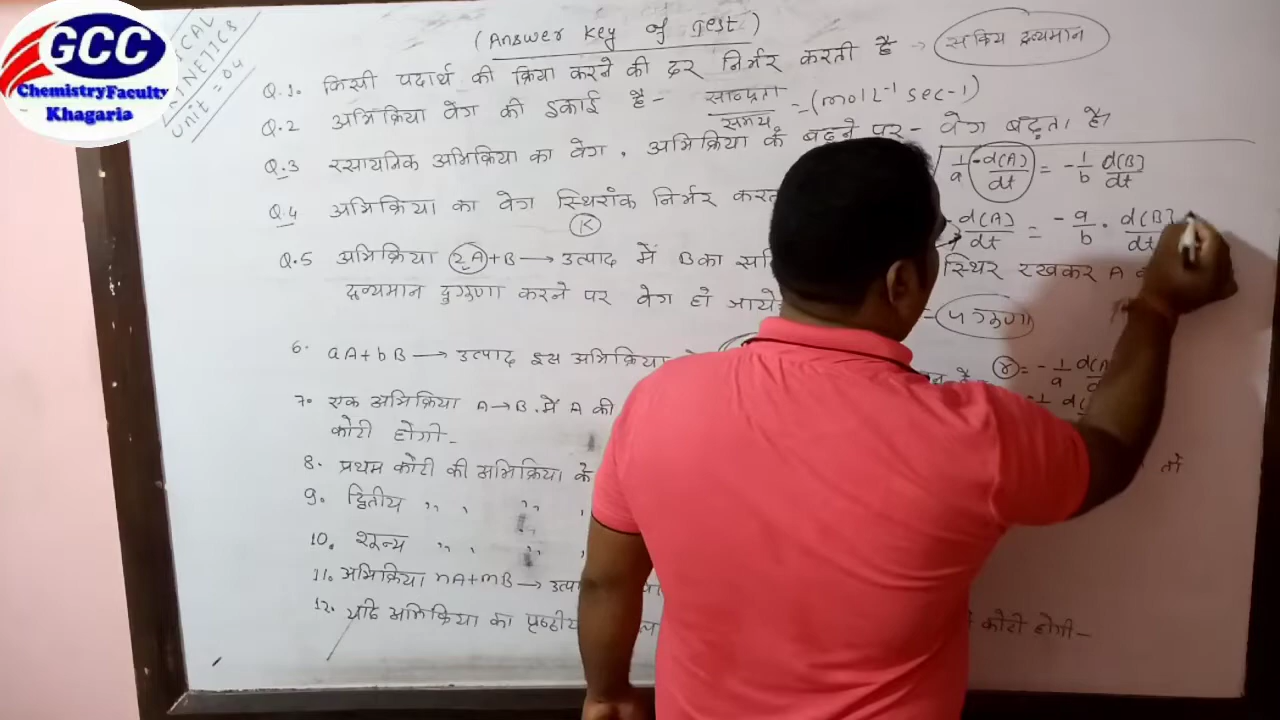 GCC
ChemistryFaculty
Khagaria
KINETICS
Unit = 04
(Answer Key of Test)
Q.1. किसी पदार्थ की क्रिया करने की दर निर्भर करती है → सक्रिय द्रव्यमान
Q.2 अभिक्रिया वेग की इकाई है - सान्द्रता / समय = (mol L⁻¹ sec⁻¹)
Q.3 रसायनिक अभिक्रिया का वेग, अभिक्रिया के बढ़ने पर - वेग बढ़ता है।
1/a -d(A)/dt = -1/b d(B)/dt
Q.4 अभिक्रिया का वेग स्थिरांक निर्भर करता
(K)
d(A)/dt = -a/b . d(B)/dt
Q.5 अभिक्रिया 2A+B → उत्पाद में B का स्थिर रखकर A
द्रव्यमान दुगुणा करने पर वेग हो जाये =
6. aA+bB → उत्पाद इस अभिक्रिया
r = -1/a d(A
7. एक अभिक्रिया A→B में A की
कोटी होगी-
8. प्रथम कोटी की अभिक्रिया के तो
9. द्वितीय ,, , ,, ,
10. शून्य ,, , ,, ,
11. अभिक्रिया nA+mB → उत्पा
12. यदि अभिक्रिया का कोटी होगी-